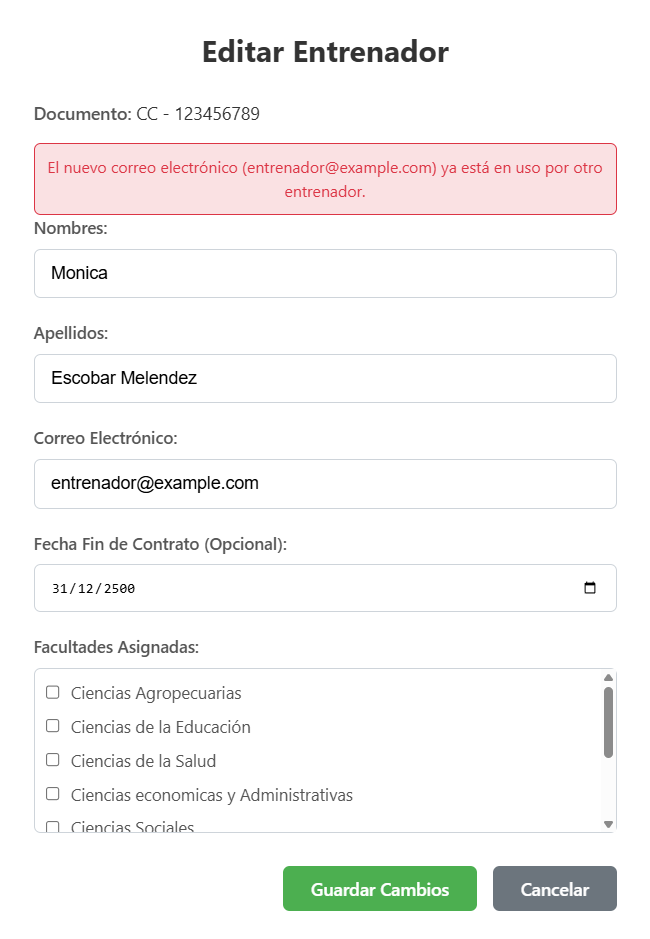 Editar Entrenador
Documento: CC - 123456789
El nuevo correo electrónico (entrenador@example.com) ya está en uso por otro
entrenador.
Nombres:
Monica
Apellidos:
Escobar Melendez
Correo Electrónico:
entrenador@example.com
Fecha Fin de Contrato (Opcional):
31/12/2500
Facultades Asignadas:
Ciencias Agropecuarias
Ciencias de la Educación
Ciencias de la Salud
Ciencias economicas y Administrativas
Ciencias Sociales
Guardar Cambios
Cancelar